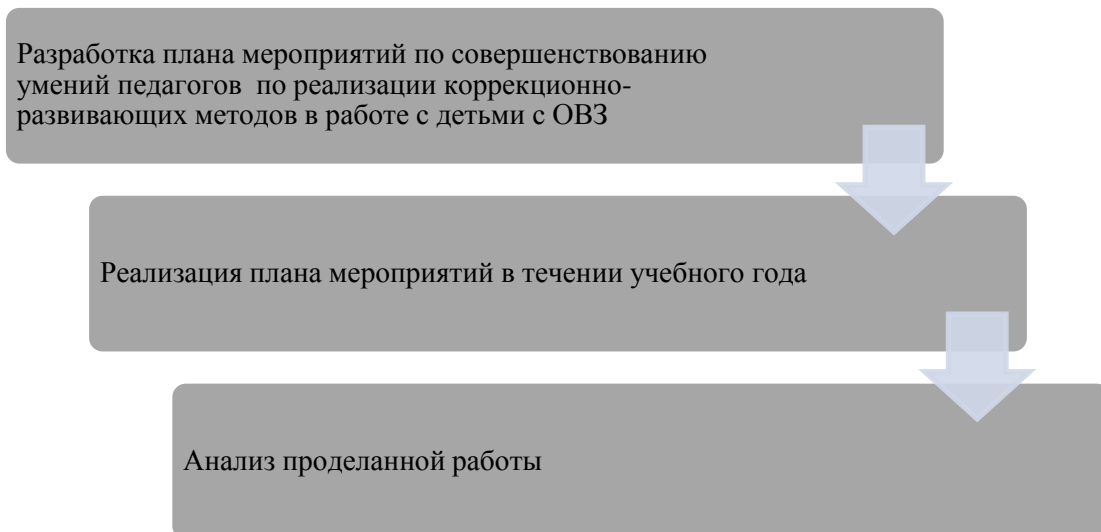 Разработка плана мероприятий по совершенствованию
умений педагогов по реализации коррекционно-
развивающих методов в работе с детьми с ОВЗ
Реализация плана мероприятий в течении учебного года
Анализ проделанной работы